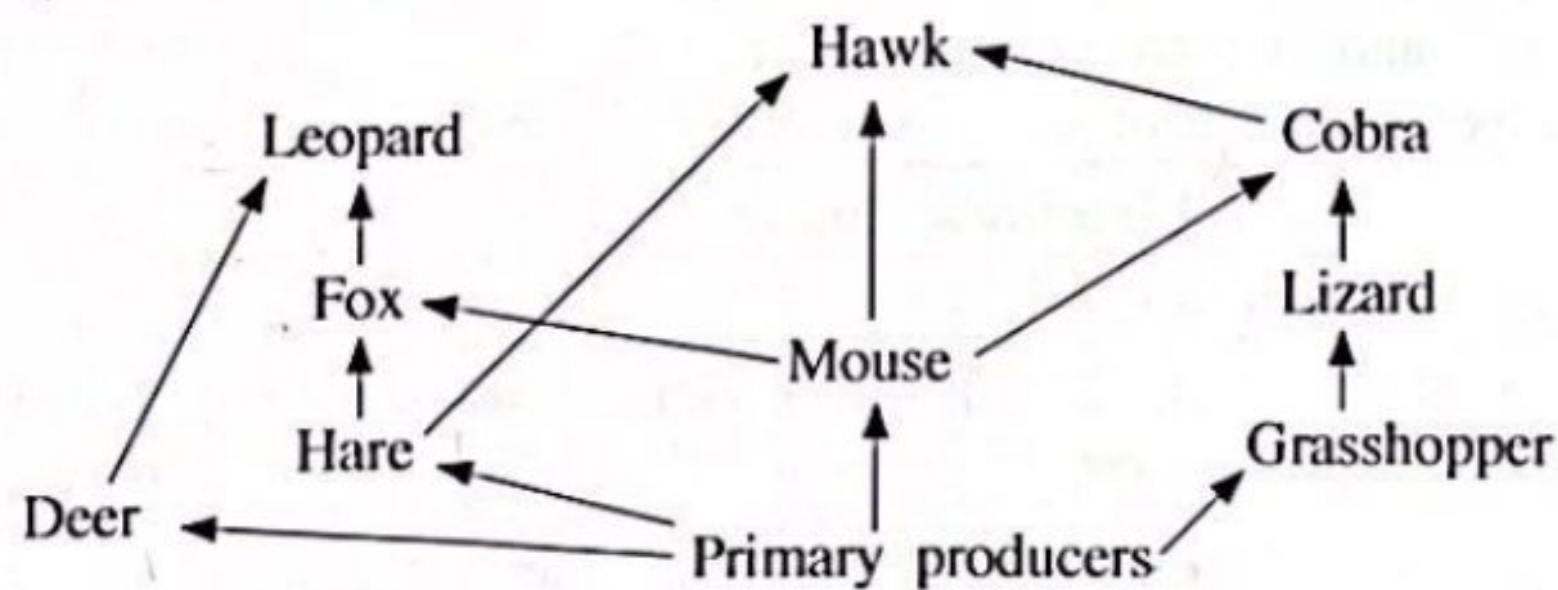 Hawk
Leopard
Cobra
Fox
Lizard
Mouse
Hare
Grasshopper
Deer
Primary producers